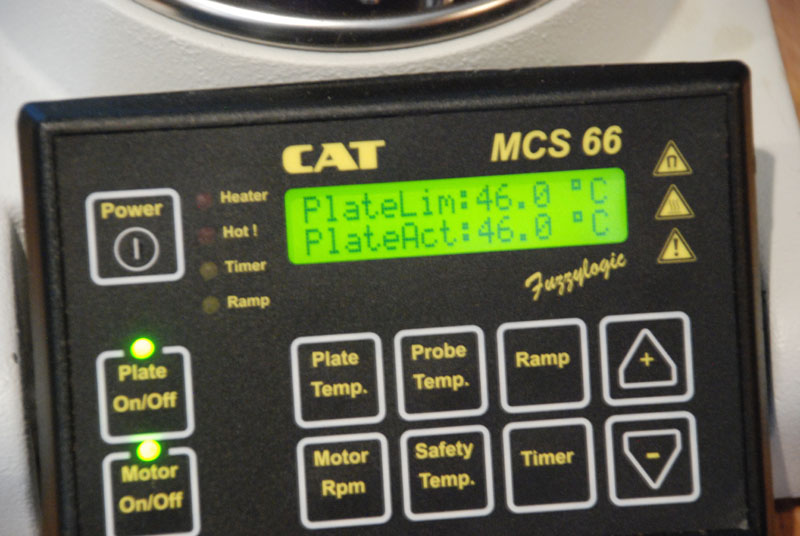 CAT
MCS 66
Power
Heater
Hot !
Timer
Ramp
PlateLim:46.0 °C
PlateAct:46.0 °C
Fuzzylogic
Plate
On/Off
Plate
Temp.
Probe
Temp.
Ramp
+
Motor
On/Off
Motor
Rpm
Safety
Temp.
Timer
-